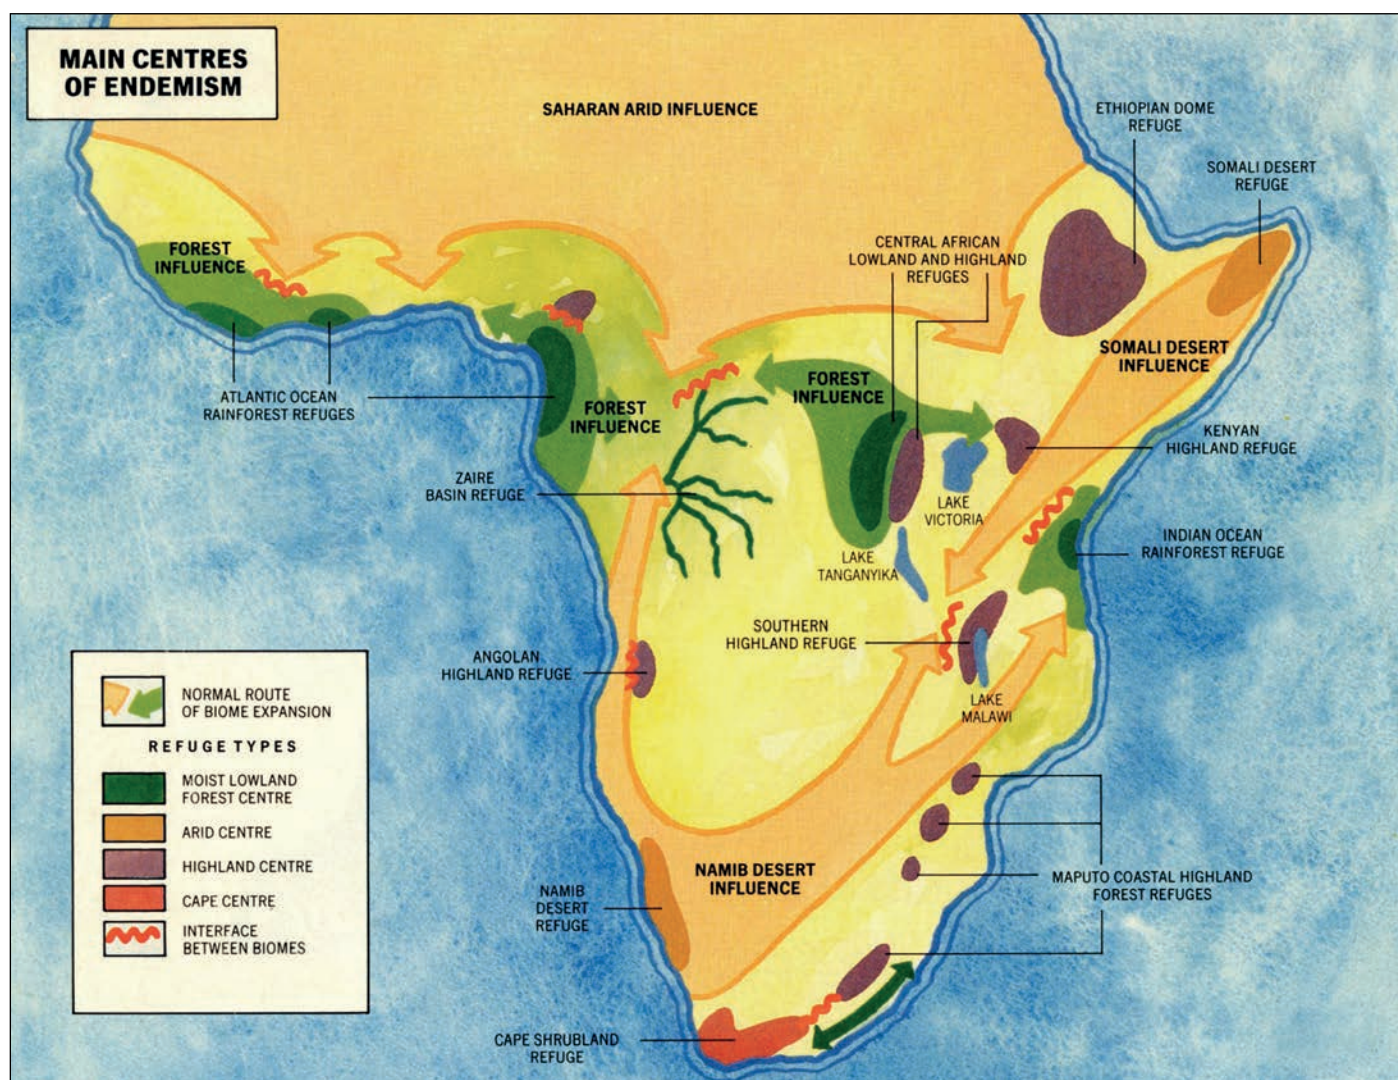 MAIN CENTRES
OF ENDEMISM
SAHARAN ARID INFLUENCE
ETHIOPIAN DOME
REFUGE
SOMALI DESERT
REFUGE
FOREST
INFLUENCE
CENTRAL AFRICAN
LOWLAND AND HIGHLAND
REFUGES
SOMALI DESERT
INFLUENCE
ATLANTIC OCEAN
RAINFOREST REFUGES
FOREST
INFLUENCE
FOREST
INFLUENCE
KENYAN
HIGHLAND REFUGE
ZAIRE
BASIN REFUGE
LAKE
VICTORIA
INDIAN OCEAN
RAINFOREST REFUGE
LAKE
TANGANYIKA
SOUTHERN
HIGHLAND REFUGE
ANGOLAN
HIGHLAND REFUGE
LAKE
MALAWI
NORMAL ROUTE
OF BIOME EXPANSION
REFUGE TYPES
MOIST LOWLAND
FOREST CENTRE
ARID CENTRE
HIGHLAND CENTRE
CAPE CENTRE
INTERFACE
BETWEEN BIOMES
NAMIB DESERT
INFLUENCE
NAMIB
DESERT
REFUGE
MAPUTO COASTAL HIGHLAND
FOREST REFUGES
CAPE SHRUBLAND
REFUGE